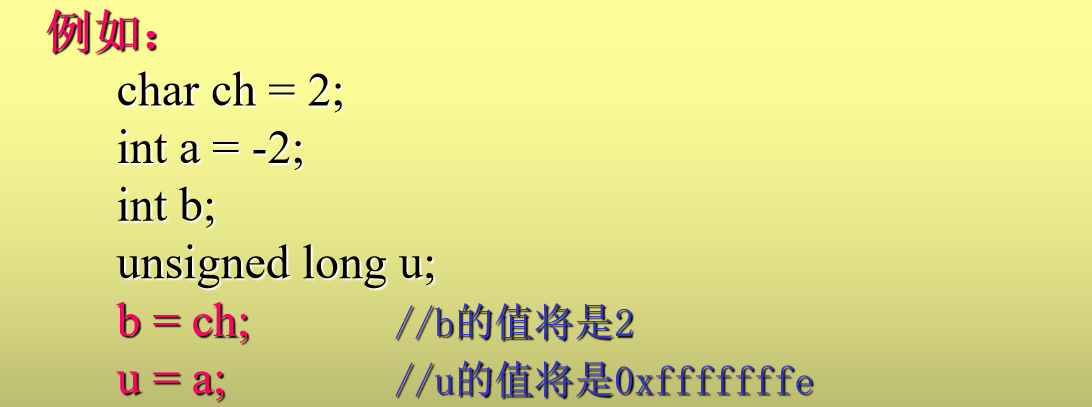 例如：
char ch = 2;
int a = -2;
int b;
unsigned long u;
b = ch; //b的值将是2
u = a; //u的值将是0xfffffffe